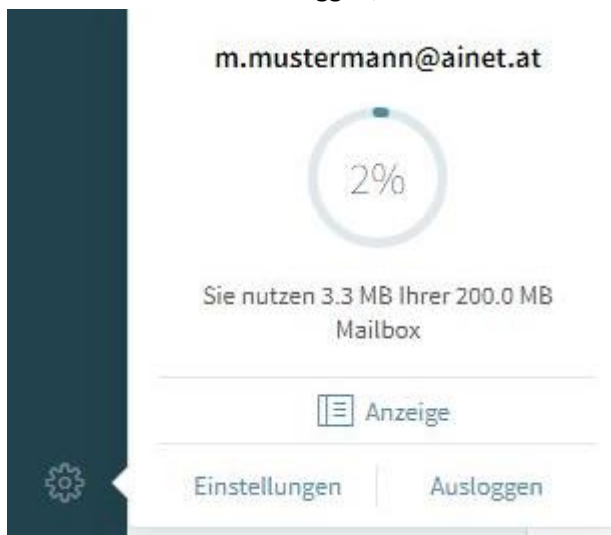 m.mustermann@ainet.at
2%
Sie nutzen 3.3 MB Ihrer 200.0 MB
Mailbox
Anzeige
Einstellungen Ausloggen